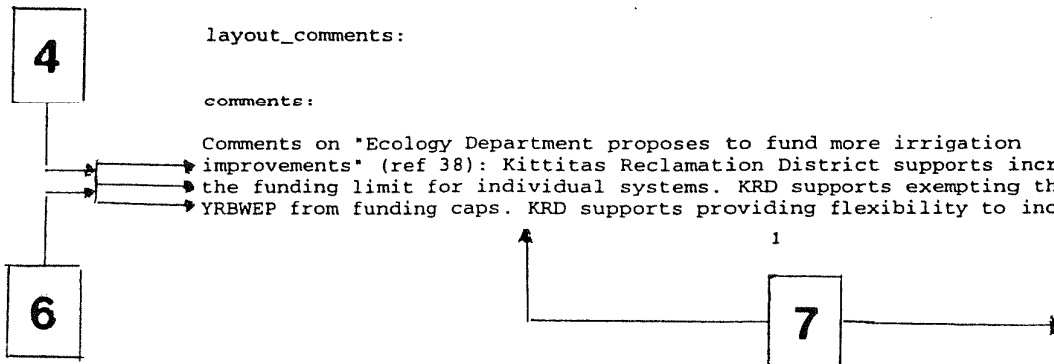 4
layout_comments:
comments:
Comments on "Ecology Department proposes to fund more irrigation
improvements" (ref 38): Kittitas Reclamation District supports incr
the funding limit for individual systems. KRD supports exempting th
YRBWEP from funding caps. KRD supports providing flexibility to inc
1
6
7